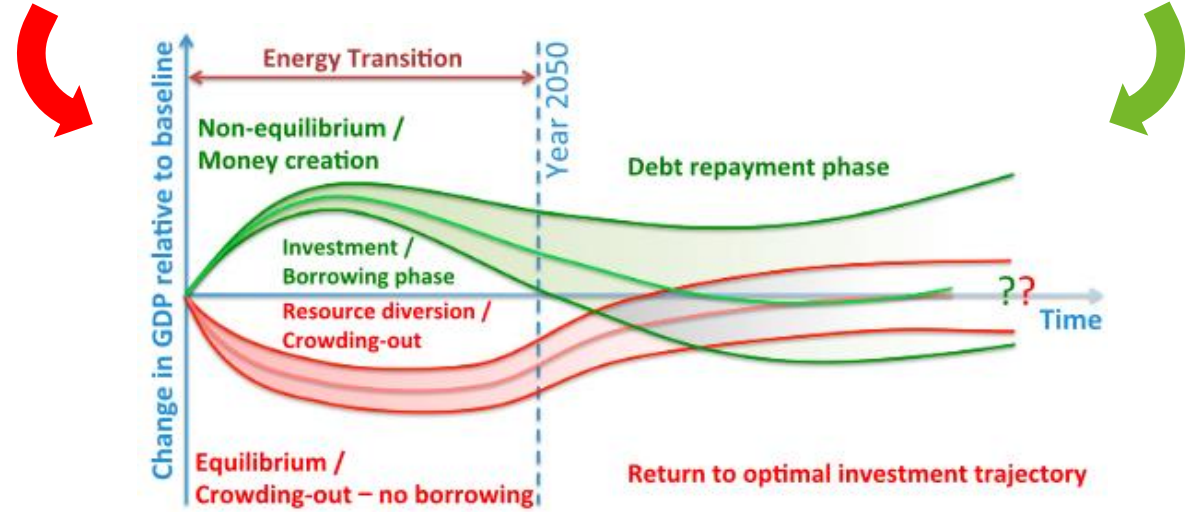 Energy Transition
Change in GDP relative to baseline
Year 2050
Non-equilibrium /
Money creation
Debt repayment phase
Investment /
Borrowing phase
Resource diversion /
Crowding-out
??
Time
Equilibrium /
Crowding-out – no borrowing
Return to optimal investment trajectory